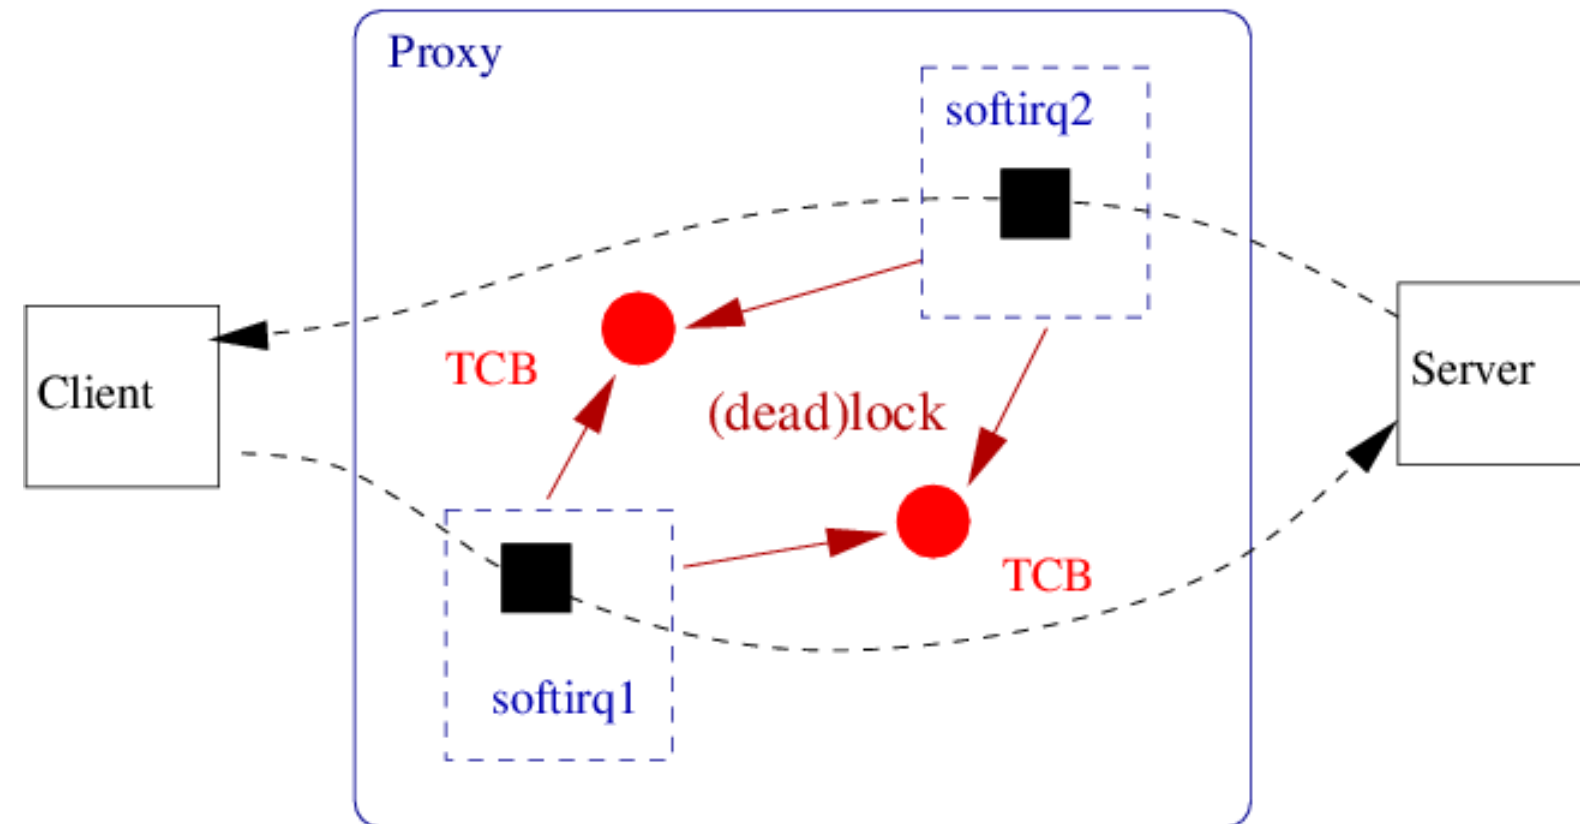 Proxy
softirq2
TCB
Client
(dead)lock
Server
TCB
softirq1